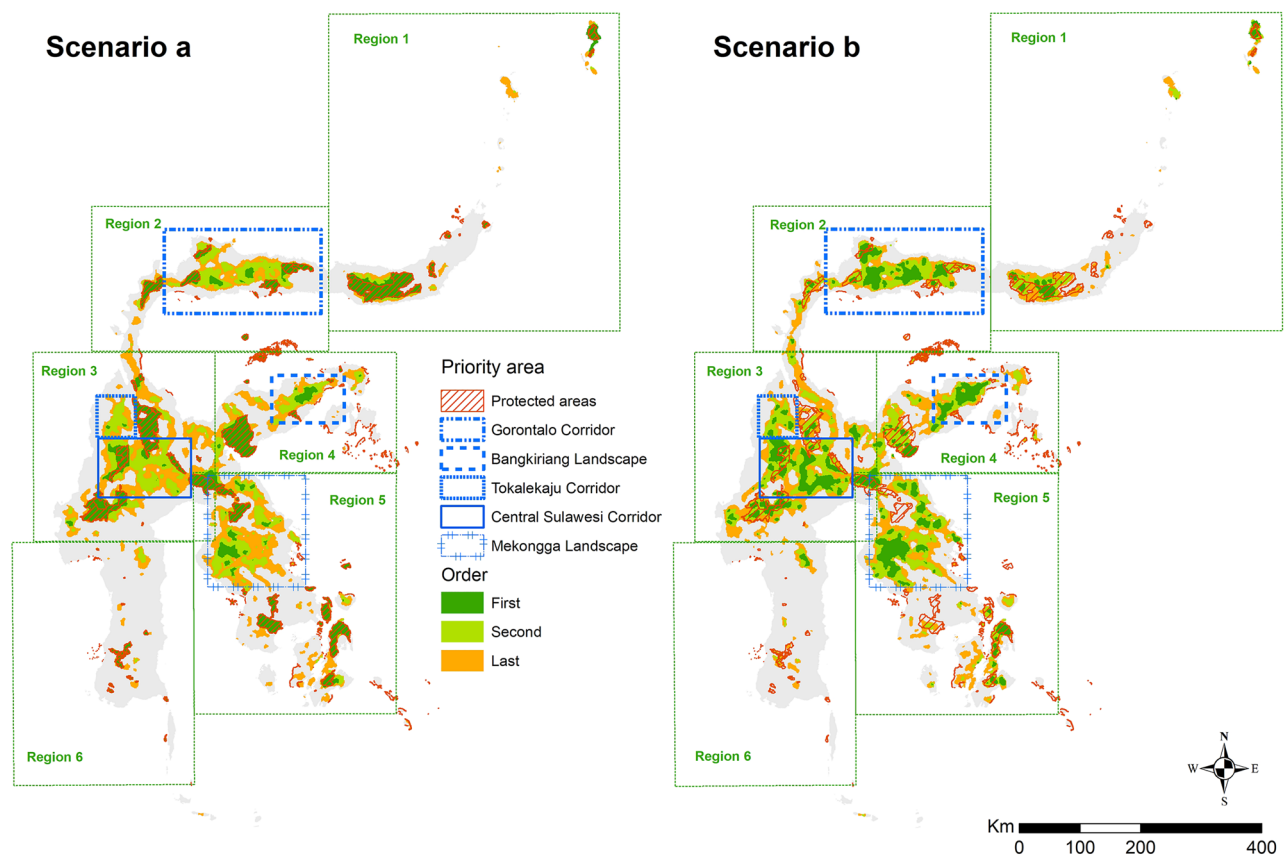 Scenario a
Region 1
Region 2
Region 3
Region 4
Region 5
Region 6
Priority area
Protected areas
Gorontalo Corridor
Bangkiriang Landscape
Tokalekaju Corridor
Central Sulawesi Corridor
Mekongga Landscape
Order
First
Second
Last
Scenario b
Region 1
Region 2
Region 3
Region 4
Region 5
Region 6
N
W E
S
Km
0 100 200 400